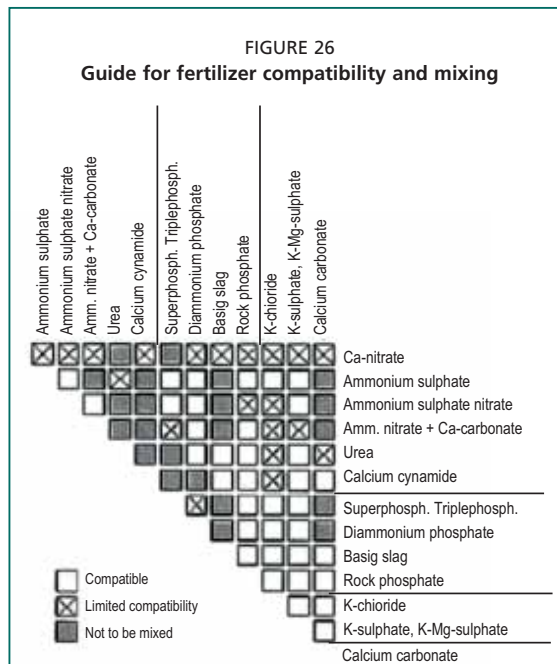 FIGURE 26
Guide for fertilizer compatibility and mixing
Ammonium sulphate
Ammonium sulphate nitrate
Amm. nitrate + Ca-carbonate
Urea
Calcium cynamide
Superphosph. Triplephosph.
Diammonium phosphate
Basig slag
Rock phosphate
K-chioride
K-sulphate, K-Mg-sulphate
Calcium carbonate
Ca-nitrate
Ammonium sulphate
Ammonium sulphate nitrate
Amm. nitrate + Ca-carbonate
Urea
Calcium cynamide
Superphosph. Triplephosph.
Diammonium phosphate
Basig slag
Rock phosphate
K-chioride
K-sulphate, K-Mg-sulphate
Calcium carbonate
Compatible
Limited compatibility
Not to be mixed